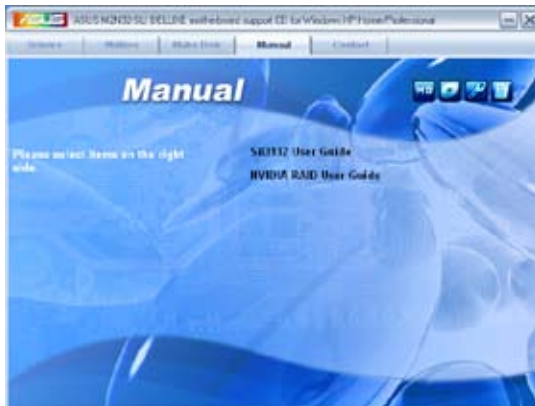 ASUS M2N32-SLI DELUXE motherboard support CD for Windows XP Home/Professional
Drivers Utilities Make Disk Manual Contact
Manual
Please select items on the right
side.
Sil3132 User Guide
NVIDIA RAID User Guide